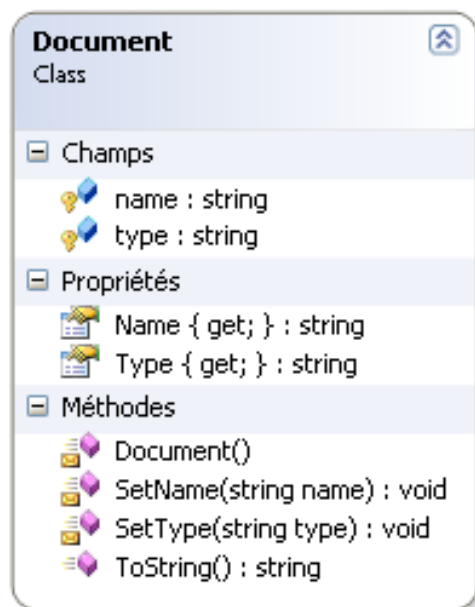 Document
Class
Champs
name : string
type : string
Propriétés
Name { get; } : string
Type { get; } : string
Méthodes
Document()
SetName(string name) : void
SetType(string type) : void
ToString() : string